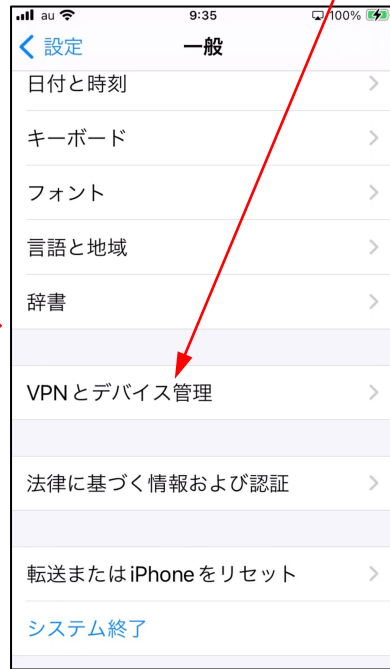 au 9:35 100%
設定 一般
日付と時刻
キーボード
フォント
言語と地域
辞書
VPNとデバイス管理
法律に基づく情報および認証
転送またはiPhoneをリセット
システム終了